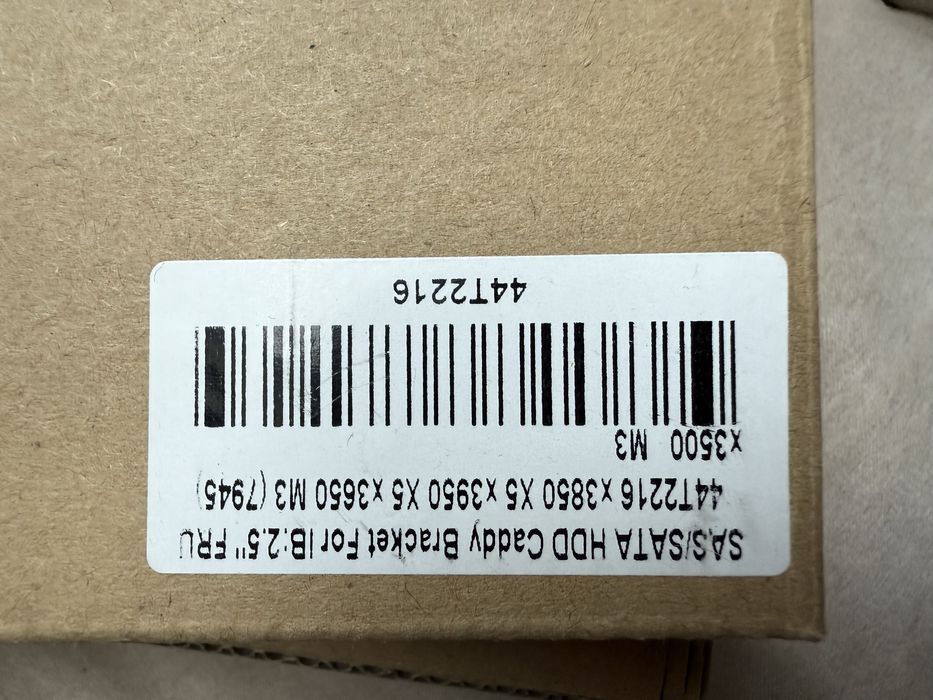 SAS/SATA HDD Caddy Bracket For IB:2.5" FRU
44T2216 x3850 X5 x3950 X5 x3650 M3 (7945)
x3500 M3
44T2216